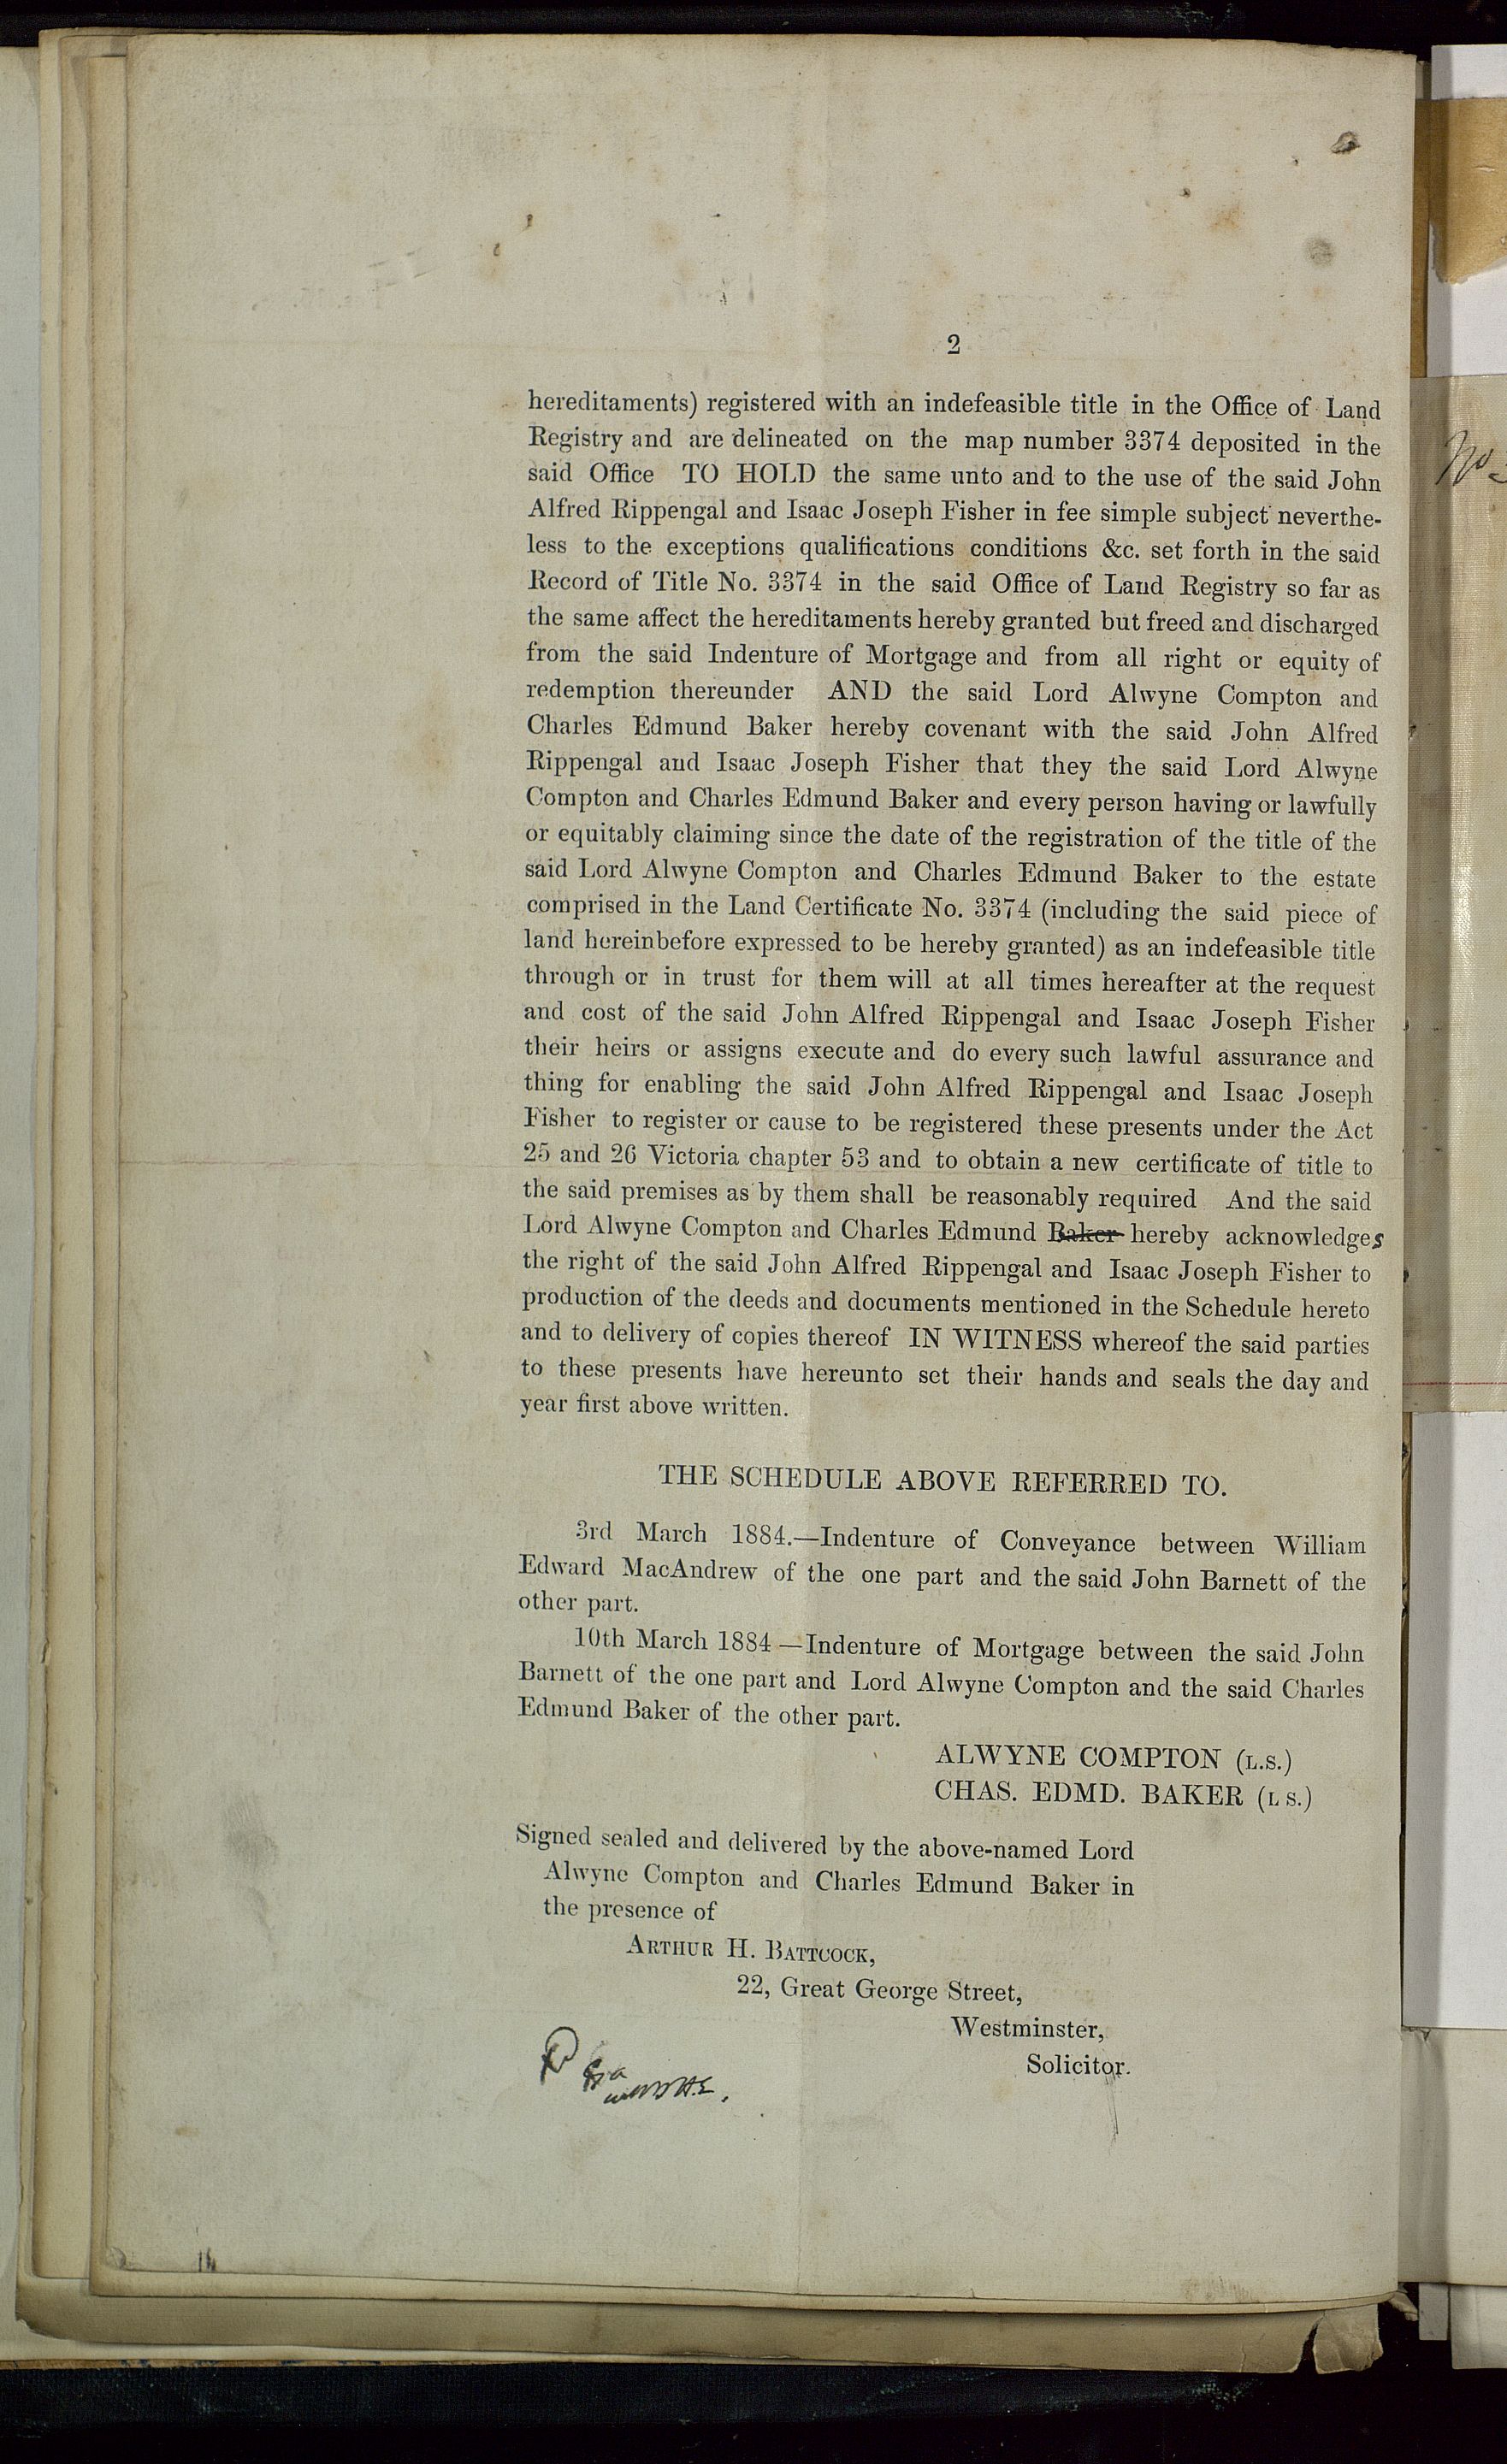 2
hereditaments) registered with an indefeasible title in the Office of Land
Registry and are delineated on the map number 3374 deposited in the
said Office TO HOLD the same unto and to the use of the said John
Alfred Rippengal and Isaac Joseph Fisher in fee simple subject neverthe-
less to the exceptions qualifications conditions &c. set forth in the said
Record of Title No. 3374 in the said Office of Land Registry so far as
the same affect the hereditaments hereby granted but freed and discharged
from the said Indenture of Mortgage and from all right or equity of
redemption thereunder AND the said Lord Alwyne Compton and
Charles Edmund Baker hereby covenant with the said John Alfred
Rippengal and Isaac Joseph Fisher that they the said Lord Alwyne
Compton and Charles Edmund Baker and every person having or lawfully
or equitably claiming since the date of the registration of the title of the
said Lord Alwyne Compton and Charles Edmund Baker to the estate
comprised in the Land Certificate No. 3374 (including the said piece of
land hereinbefore expressed to be hereby granted) as an indefeasible title
through or in trust for them will at all times hereafter at the request
and cost of the said John Alfred Rippengal and Isaac Joseph Fisher
their heirs or assigns execute and do every such lawful assurance and
thing for enabling the said John Alfred Rippengal and Isaac Joseph
Fisher to register or cause to be registered these presents under the Act
25 and 26 Victoria chapter 53 and to obtain a new certificate of title to
the said premises as by them shall be reasonably required And the said
Lord Alwyne Compton and Charles Edmund Baker hereby acknowledges
the right of the said John Alfred Rippengal and Isaac Joseph Fisher to
production of the deeds and documents mentioned in the Schedule hereto
and to delivery of copies thereof IN WITNESS whereof the said parties
to these presents have hereunto set their hands and seals the day and
year first above written.
THE SCHEDULE ABOVE REFERRED TO.
3rd March 1884.—Indenture of Conveyance between William
Edward MacAndrew of the one part and the said John Barnett of the
other part.
10th March 1884 —Indenture of Mortgage between the said John
Barnett of the one part and Lord Alwyne Compton and the said Charles
Edmund Baker of the other part.
ALWYNE COMPTON (L.S.)
CHAS. EDMD. BAKER (L S.)
Signed sealed and delivered by the above-named Lord
Alwyne Compton and Charles Edmund Baker in
the presence of
ARTHUR H. BATTCOCK,
22, Great George Street,
Westminster,
Solicitor.